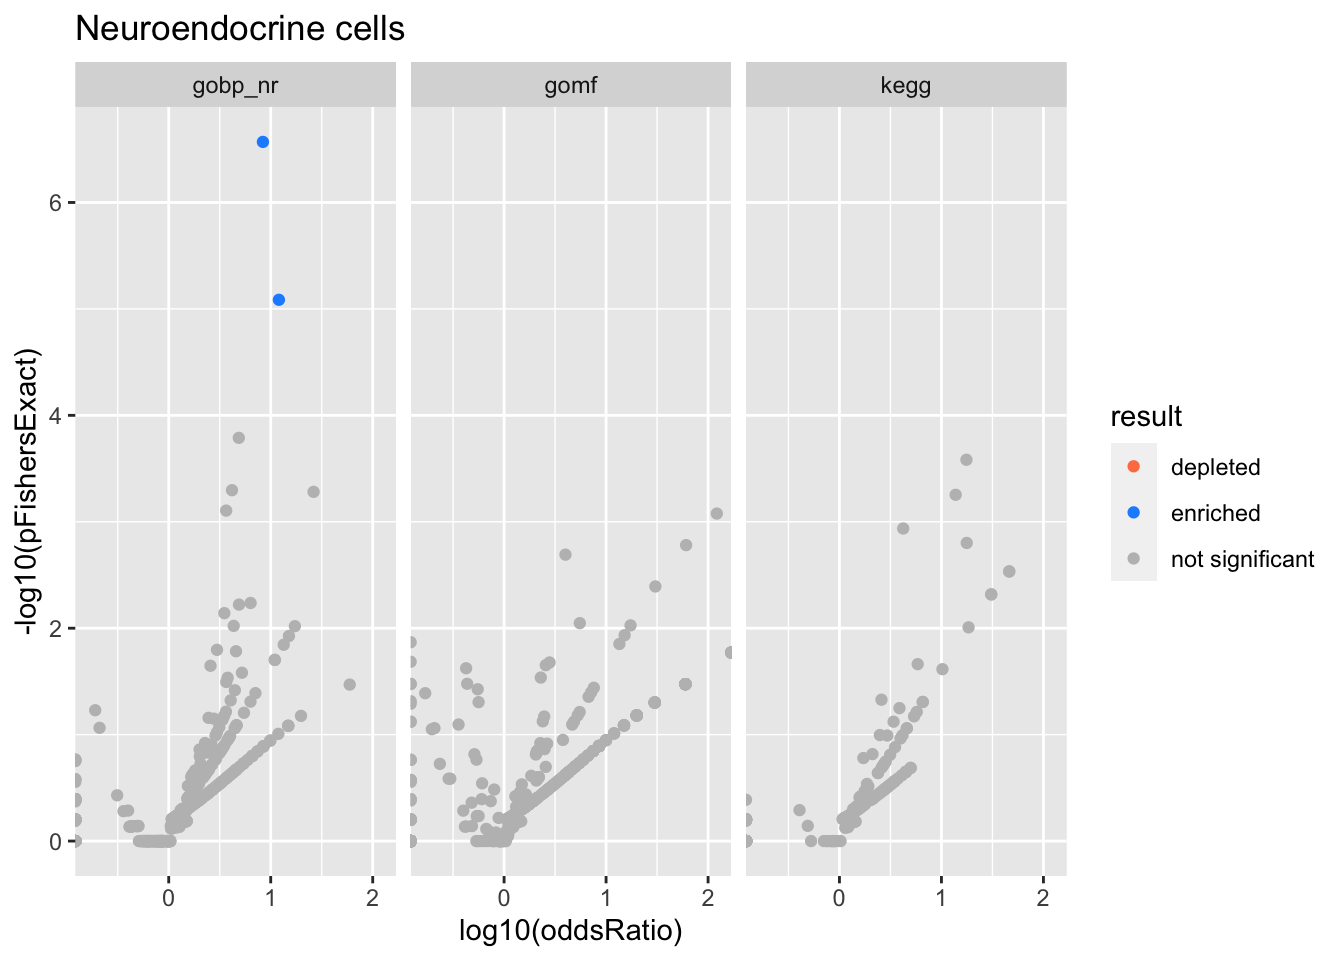 Neuroendocrine cells
gobp_nr gomf kegg
6
4
2
0
-log10(pFishersExact)
0 1 2 0 1 2 0 1 2
log10(oddsRatio)
result
depleted
enriched
not significant